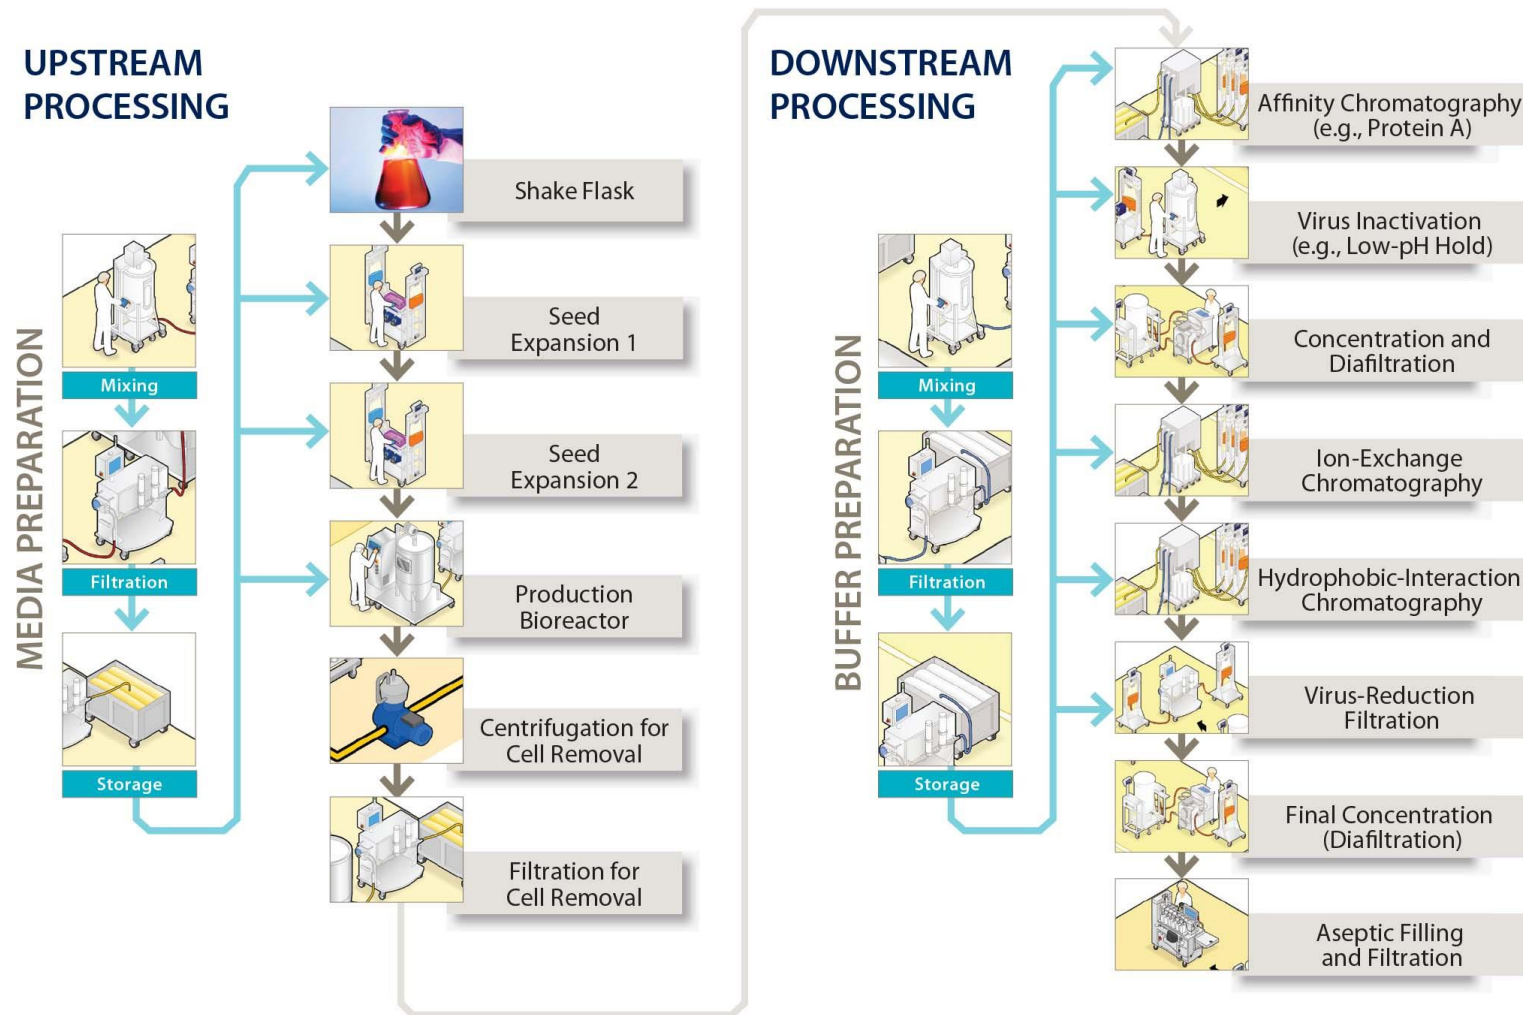 UPSTREAM
PROCESSING
MEDIA PREPARATION
Mixing
Filtration
Storage
Shake Flask
Seed
Expansion 1
Seed
Expansion 2
Production
Bioreactor
Centrifugation for
Cell Removal
Filtration for
Cell Removal
DOWNSTREAM
PROCESSING
BUFFER PREPARATION
Mixing
Filtration
Storage
Affinity Chromatography
(e.g., Protein A)
Virus Inactivation
(e.g., Low-pH Hold)
Concentration and
Diafiltration
Ion-Exchange
Chromatography
Hydrophobic-Interaction
Chromatography
Virus-Reduction
Filtration
Final Concentration
(Diafiltration)
Aseptic Filling
and Filtration